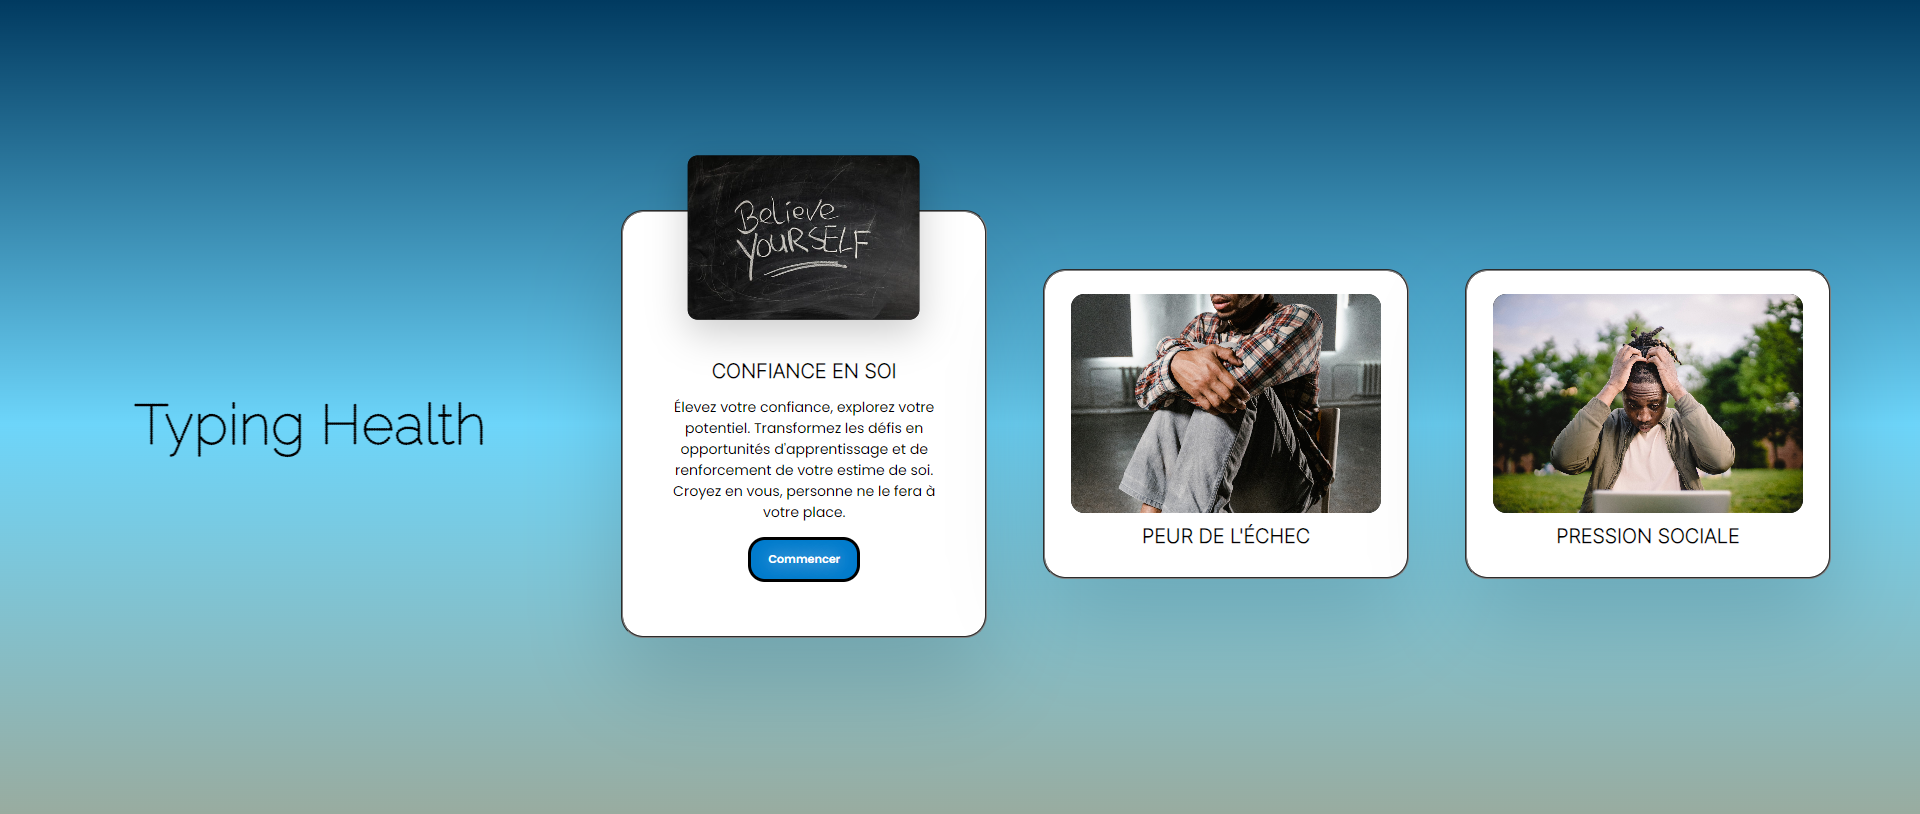 Typing Health
Believe
YOURSELF
CONFIANCE EN SOI
Élevez votre confiance, explorez votre
potentiel. Transformez les défis en
opportunités d'apprentissage et de
renforcement de votre estime de soi.
Croyez en vous, personne ne le fera à
votre place.
Commencer
PEUR DE L'ÉCHEC
PRESSION SOCIALE